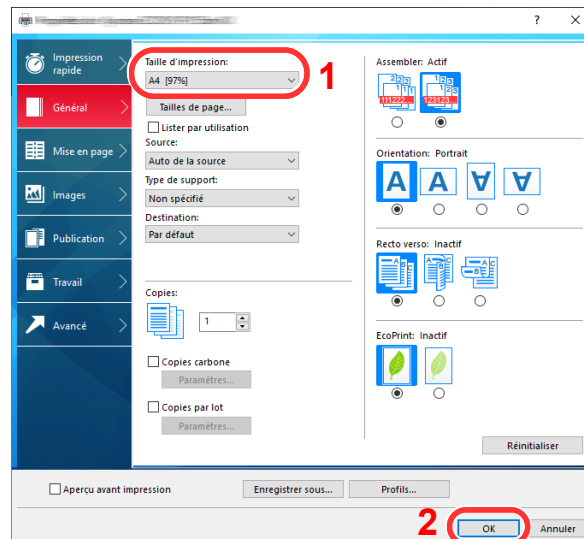 ?
Impression
rapide
Général
Mise en page
Images
Publication
Travail
Avancé
Taille d'impression:
A4 [97%]
1
Tailles de page...
Lister par utilisation
Source:
Auto de la source
Type de support:
Non spécifié
Destination:
Par défaut
Copies:
1
Copies carbone
Paramètres...
Copies par lot
Paramètres...
Assembler: Actif
111222...
123123...
Orientation: Portrait
A A A A
Recto verso: Inactif
A B C
A B C
A B C
EcoPrint: Inactif
Réinitialiser
Aperçu avant impression
Enregistrer sous...
Profils...
2
OK
Annuler